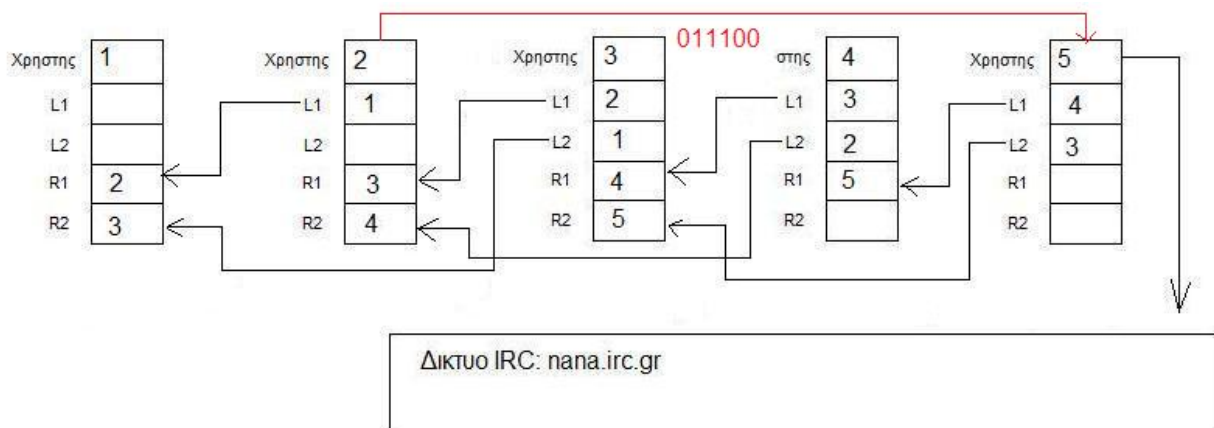 011100
Χρηστης 1
L1
L2
R1 2
R2 3
Χρηστης 2
L1 1
L2
R1 3
R2 4
Χρηστης 3
L1 2
L2 1
R1 4
R2 5
στης 4
L1 3
L2 2
R1 5
R2
Χρηστης 5
L1 4
L2 3
R1
R2
Δικτυο IRC: nana.irc.gr